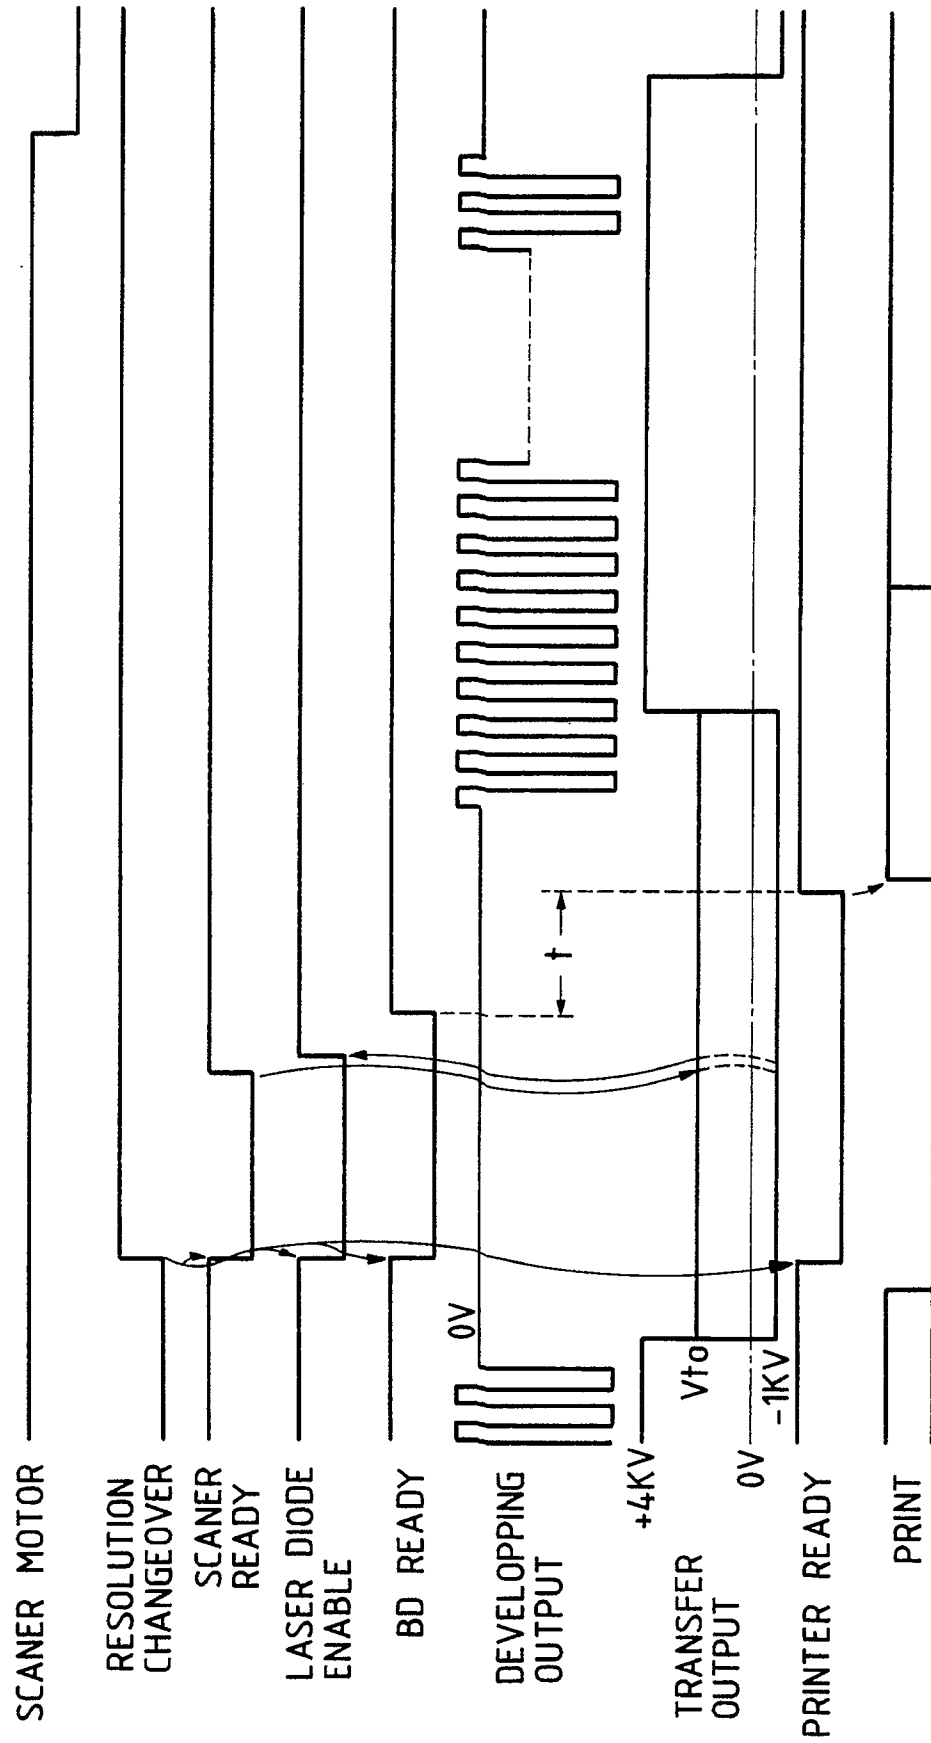 SCANER MOTOR
RESOLUTION
CHANGEOVER
SCANER
READY
LASER DIODE
ENABLE
BD READY
DEVELOPPING
OUTPUT
0V
t
TRANSFER
OUTPUT
+4KV
Vto
0V
-1KV
PRINTER READY
PRINT